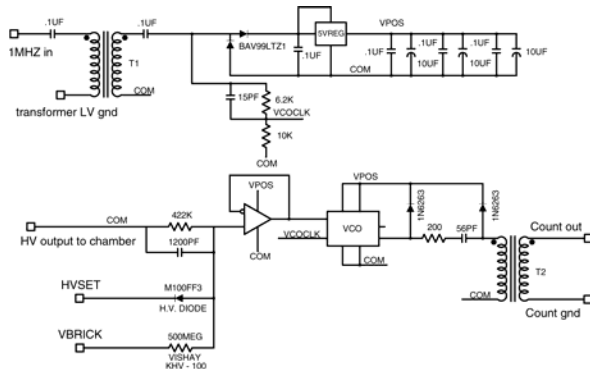 .1UF
.1UF
1MHZ in
T1
COM
transformer LV gnd
BAV99LTZ1
5VREG
VPOS
.1UF
.1UF
10UF
.1UF
10UF
.1UF
10UF
COM
15PF
6.2K
VCOCLK
10K
COM
HV output to chamber
COM
422K
1200PF
VPOS
COM
VPOS
VCOCLK
VCO
COM
1N6263
1N6263
200
56PF
COM
T2
Count out
Count gnd
HVSET
M100FF3
H.V. DIODE
VBRICK
500MEG
VISHAY
KHV - 100